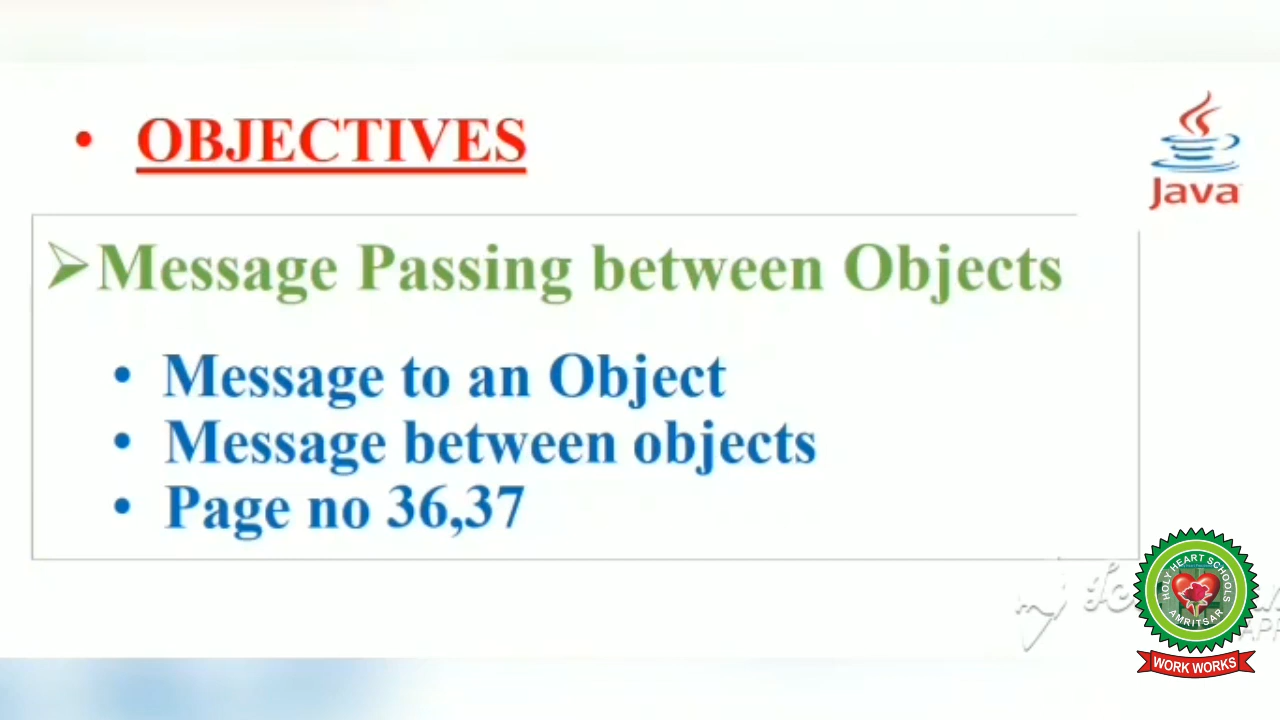 • OBJECTIVES
Java
➢Message Passing between Objects
• Message to an Object
• Message between objects
• Page no 36,37
HOLY HEART SCHOOLS
AMRITSAR
WORK WORKS